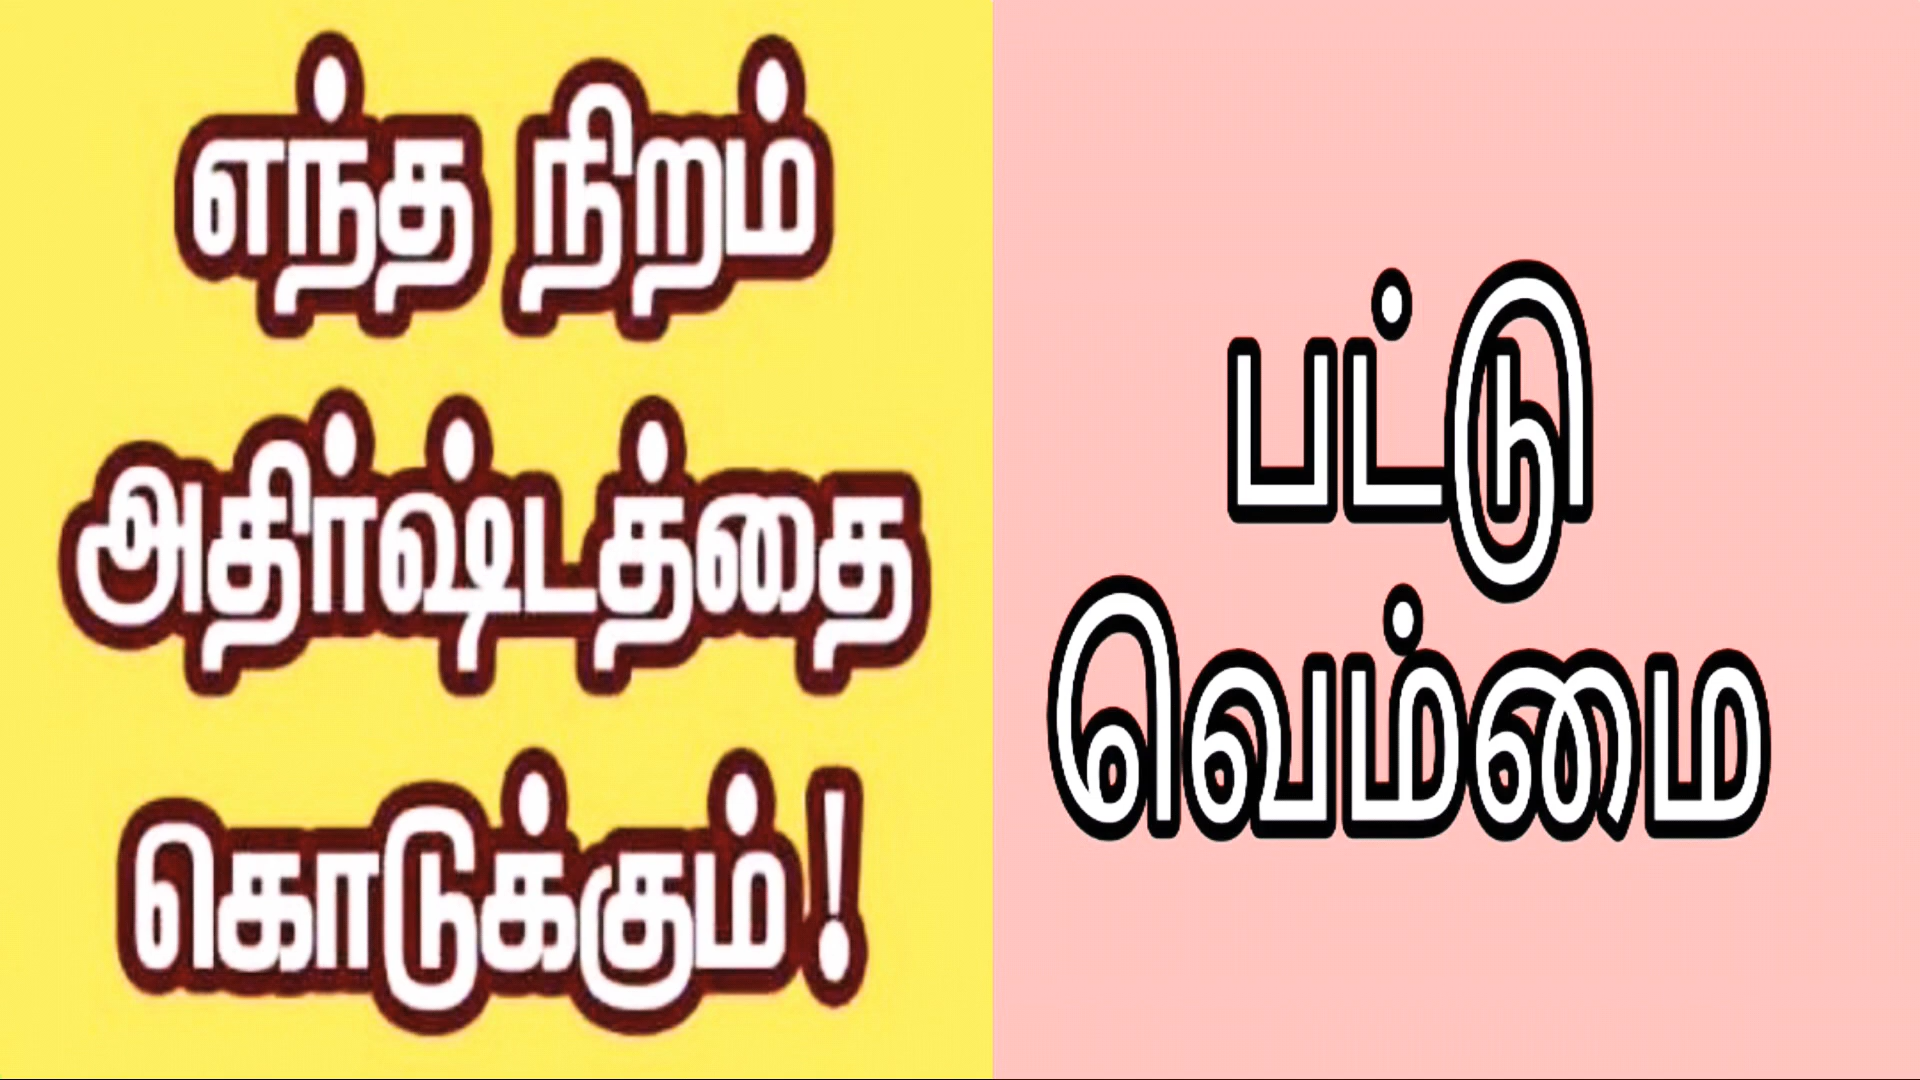 எந்த நிறம்
அதிர்ஷ்டத்தை
கொடுக்கும்!
பட்டு
வெம்மை